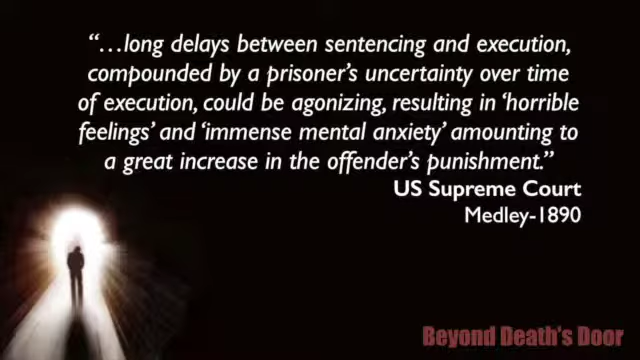 “…long delays between sentencing and execution,
compounded by a prisoner’s uncertainty over time
of execution, could be agonizing, resulting in ‘horrible
feelings’ and ‘immense mental anxiety’ amounting to
a great increase in the offender’s punishment.”
US Supreme Court
Medley-1890
Beyond Death's Door